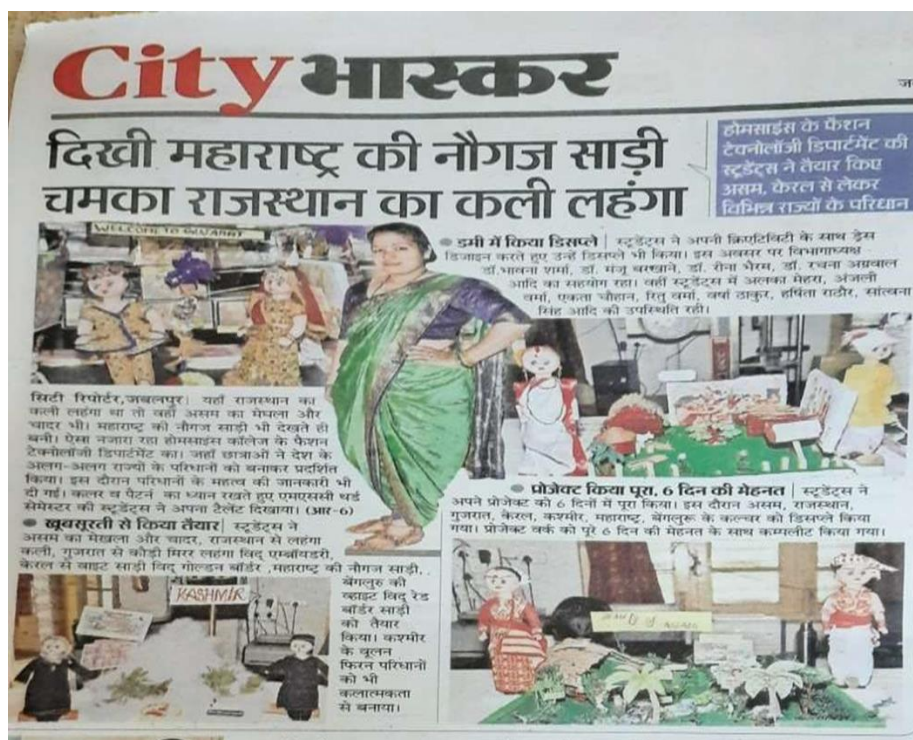 City भास्कर
दिखी महाराष्ट्र की नौगज साड़ी
चमका राजस्थान का कली लहंगा
होमसाइंस के फैशन
टेक्नोलॉजी डिपार्टमेंट की
स्टूडेंट्स ने तैयार किए
असम, केरल से लेकर
विभिन्न राज्यों के परिधान
WELCOME TO GUJARAT
● डमी में किया डिसप्ले | स्टूडेंट्स ने अपनी क्रिएटिविटी के साथ ड्रेस
डिजाइन करते हुए उन्हें डिसप्ले भी किया। इस अवसर पर विभागाध्यक्ष
डॉ.भावना शर्मा, डॉ. मंजू डॉ. रीना भैरम, डॉ. रचना अग्रवाल
आदि का सहयोग रहा। वहीं स्टूडेंट्स में अलका मेहरा, अंजली
वर्मा, एकता चौहान, रितु वर्मा, वर्षा ठाकुर, हर्षिता राठौर, सांत्वना
सिंह आदि की उपस्थिति रही।
सिटी रिपोर्टर,जबलपुर| यहाँ राजस्थान का
कली लहंगा था तो वहीं असम का मेघला और
चादर भी। महाराष्ट्र की नौगज साड़ी भी देखते ही
बनी। ऐसा नजारा रहा होमसाइंस कॉलेज के फैशन
टेक्नोलॉजी डिपार्टमेंट का। जहाँ छात्राओं ने देश के
अलग-अलग राज्यों के परिधानों को बनाकर प्रदर्शित
किया। इस दौरान परिधानों के महत्व की जानकारी भी
दी गई। कलर व पैटर्न का ध्यान रखते हुए एमएससी थर्ड
सेमेस्टर की स्टूडेंट्स ने अपना टैलेंट दिखाया। (आर-6)
● खूबसूरती से किया तैयार| स्टूडेंट्स ने
असम का मेखला और चादर, राजस्थान से लहंगा
कली, गुजरात से कौड़ी मिरर लहंगा विद् एम्ब्रॉयडरी,
केरल से वाइट साड़ी विद् गोल्डन बॉर्डर ,महाराष्ट्र की नौगज साड़ी,
बेंगलुरु की
व्हाइट विद् रेड
बॉर्डर साड़ी
को तैयार
किया। कश्मीर
के वूलन
फिरन परिधानों
को भी
कलात्मकता
से बनाया।
● प्रोजेक्ट किया पूरा, 6 दिन की मेहनत | स्टूडेंट्स ने
अपने प्रोजेक्ट को 6 दिनों में पूरा किया। इस दौरान असम, राजस्थान,
गुजरात, केरल, कश्मीर, महाराष्ट्र, बेंगलुरू के कल्चर को डिसप्ले किया
गया। प्रोजेक्ट वर्क को पूरे 6 दिन की मेहनत के साथ कम्पलीट किया गया।
KASHMIR